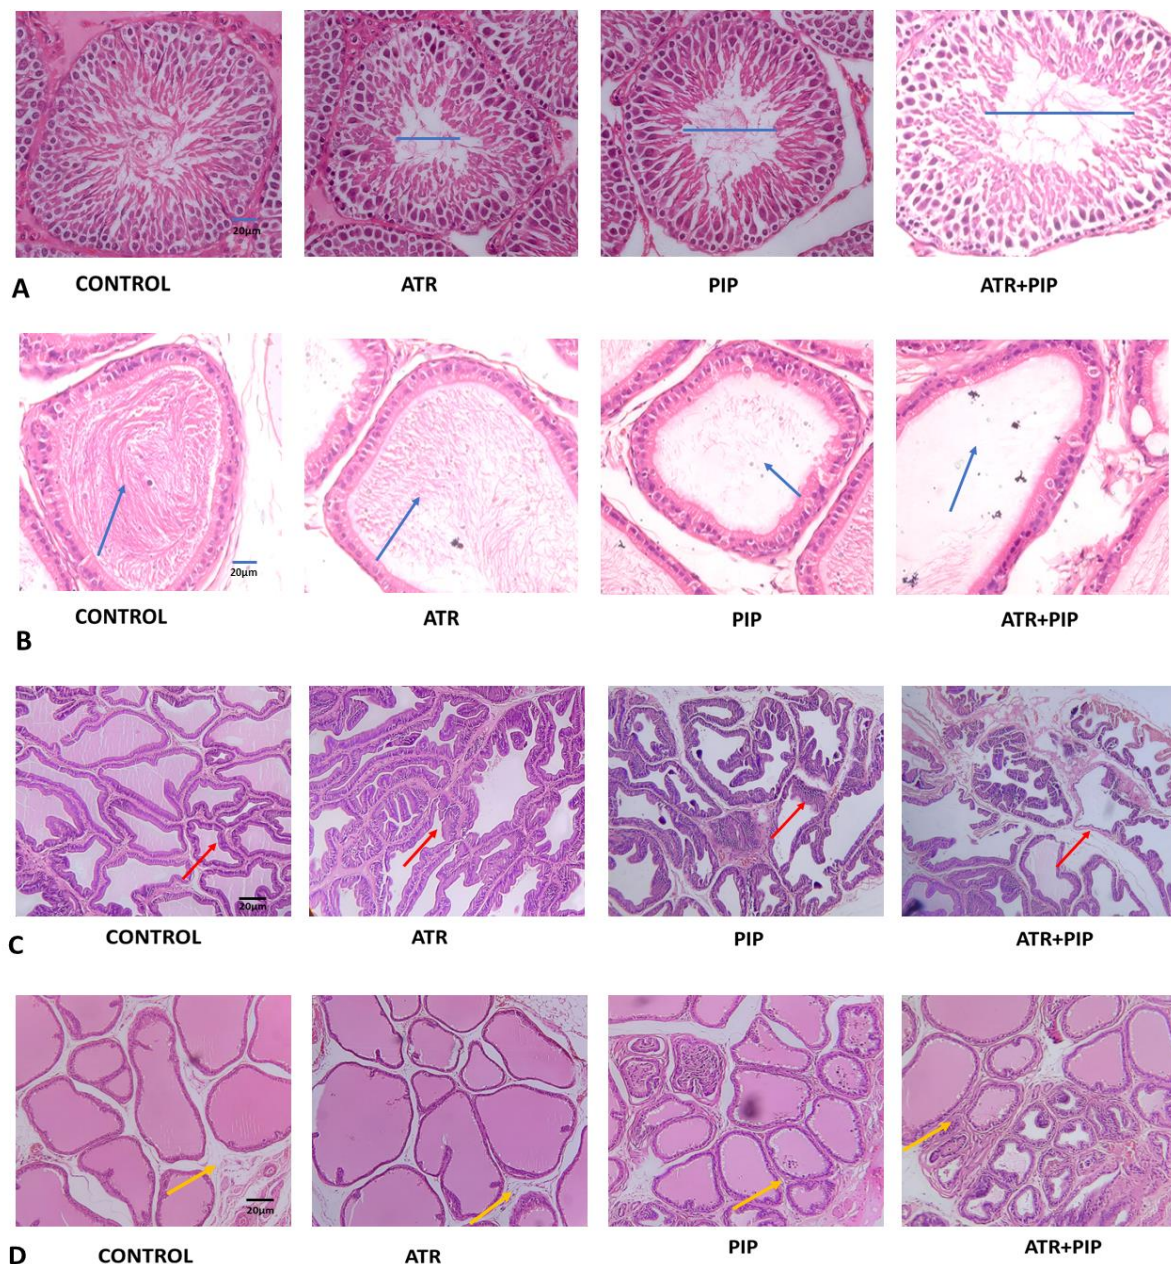 20µm
CONTROL ATR PIP ATR+PIP
A
20µm
CONTROL ATR PIP ATR+PIP
B
20µm
CONTROL ATR PIP ATR+PIP
C
20µm
CONTROL ATR PIP ATR+PIP
D